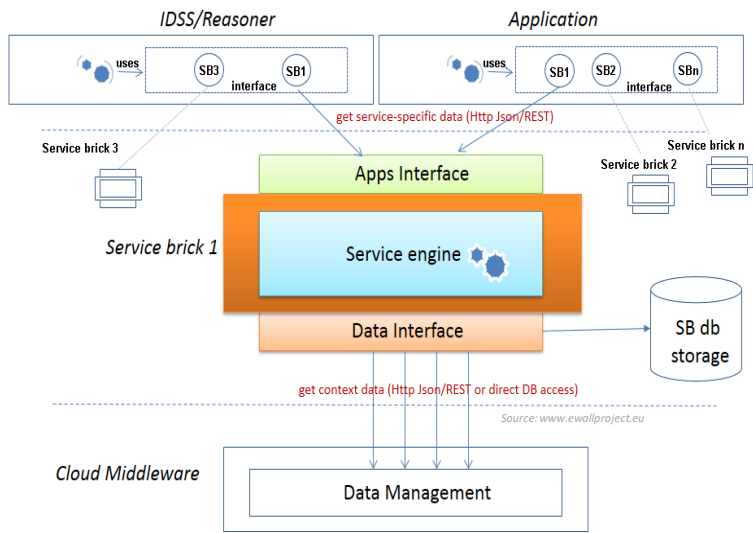 IDSS/Reasoner
Application
uses
SB3
SB1
interface
uses
SB1
SB2
SBn
interface
get service-specific data (Http Json/REST)
Service brick 3
Service brick 2
Service brick n
Apps Interface
Service brick 1
Service engine
Data Interface
SB db
storage
get context data (Http Json/REST or direct DB access)
Source: www.ewallproject.eu
Cloud Middleware
Data Management